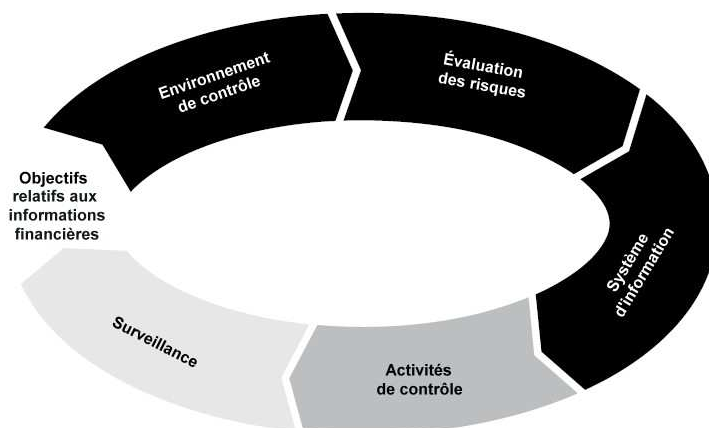 Environnement
de contrôle
Évaluation
des risques
Objectifs
relatifs aux
informations
financières
Système
d'information
Surveillance
Activités
de contrôle